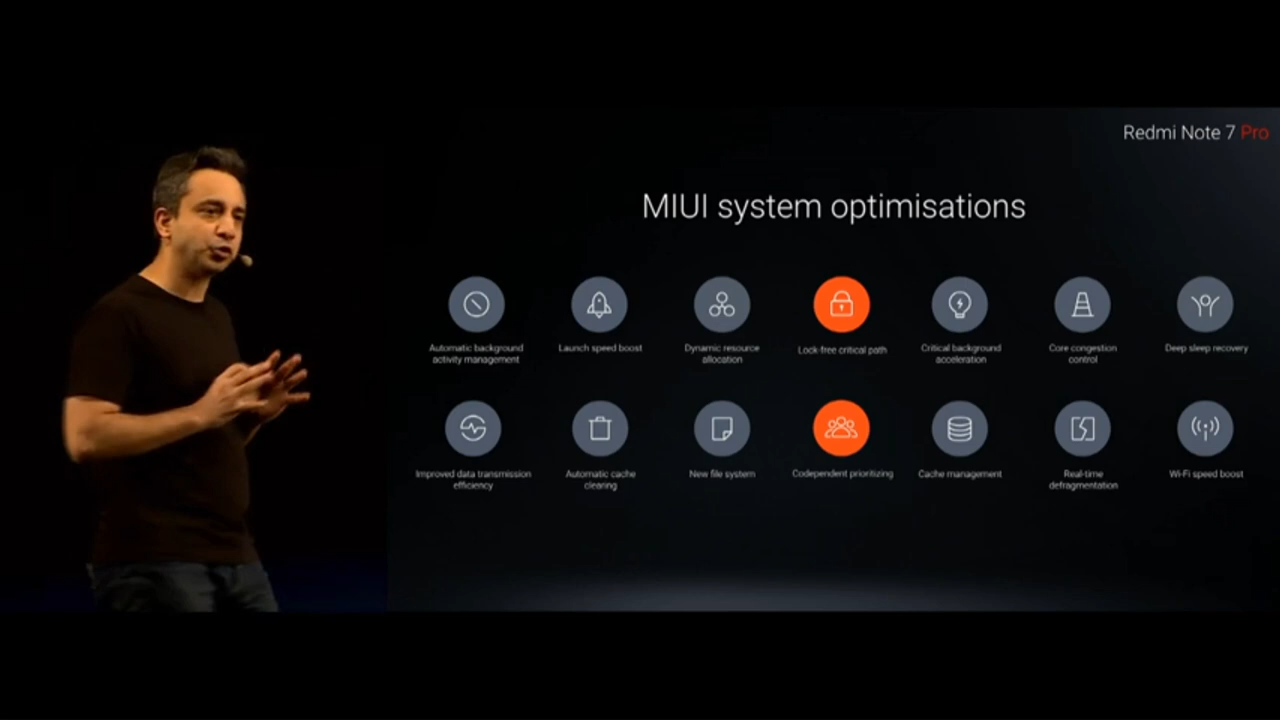 Redmi Note 7 Pro
MIUI system optimisations
Automatic background
activity management
Launch speed boost
Dynamic resource
allocation
Lock-free critical path
Critical background
acceleration
Core congestion
control
Deep sleep recovery
Improved data transmission
efficiency
Automatic cache
clearing
New file system
Codependent prioritizing
Cache management
Real-time
defragmentation
Wi-Fi speed boost